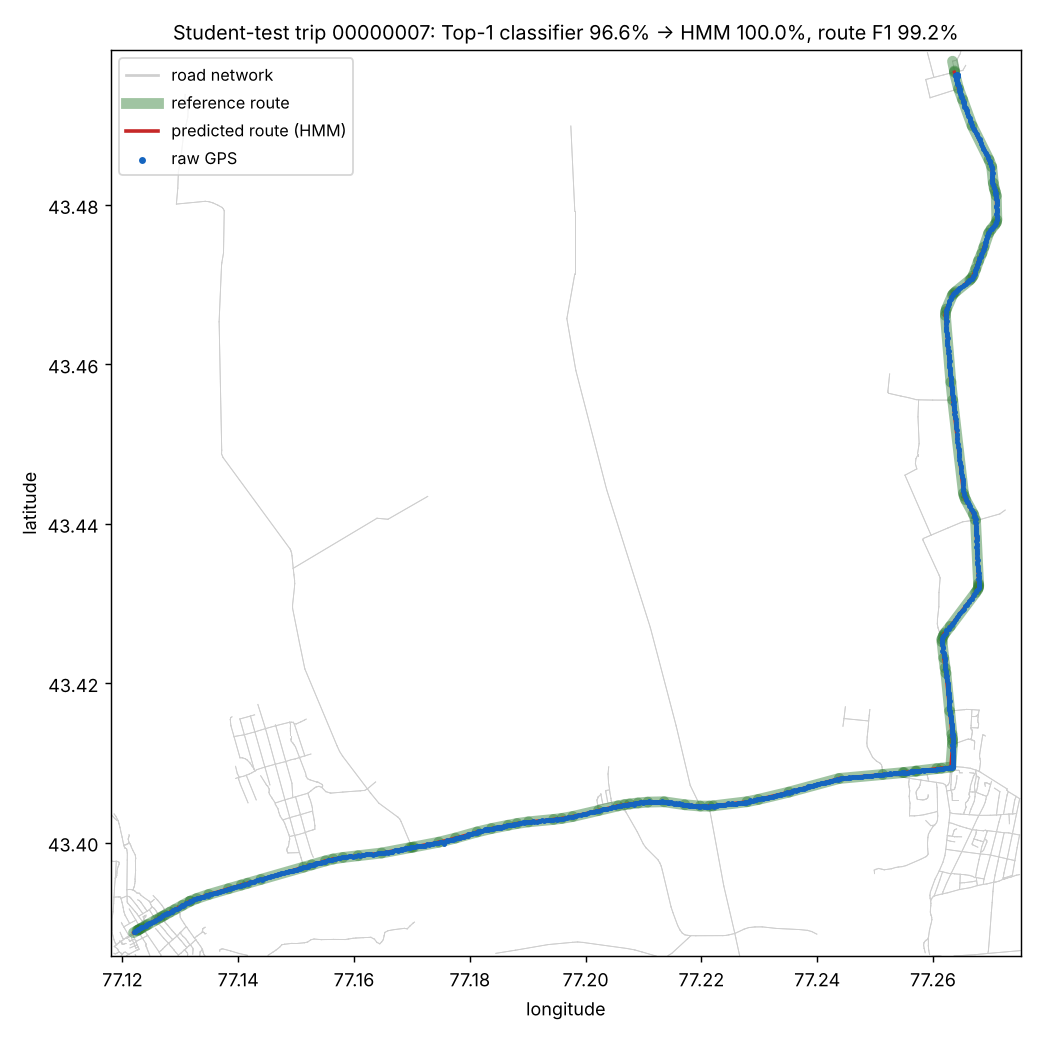 Student-test trip 00000007: Top-1 classifier 96.6% → HMM 100.0%, route F1 99.2%
road network
reference route
predicted route (HMM)
raw GPS
latitude
43.48
43.46
43.44
43.42
43.40
77.12 77.14 77.16 77.18 77.20 77.22 77.24 77.26
longitude